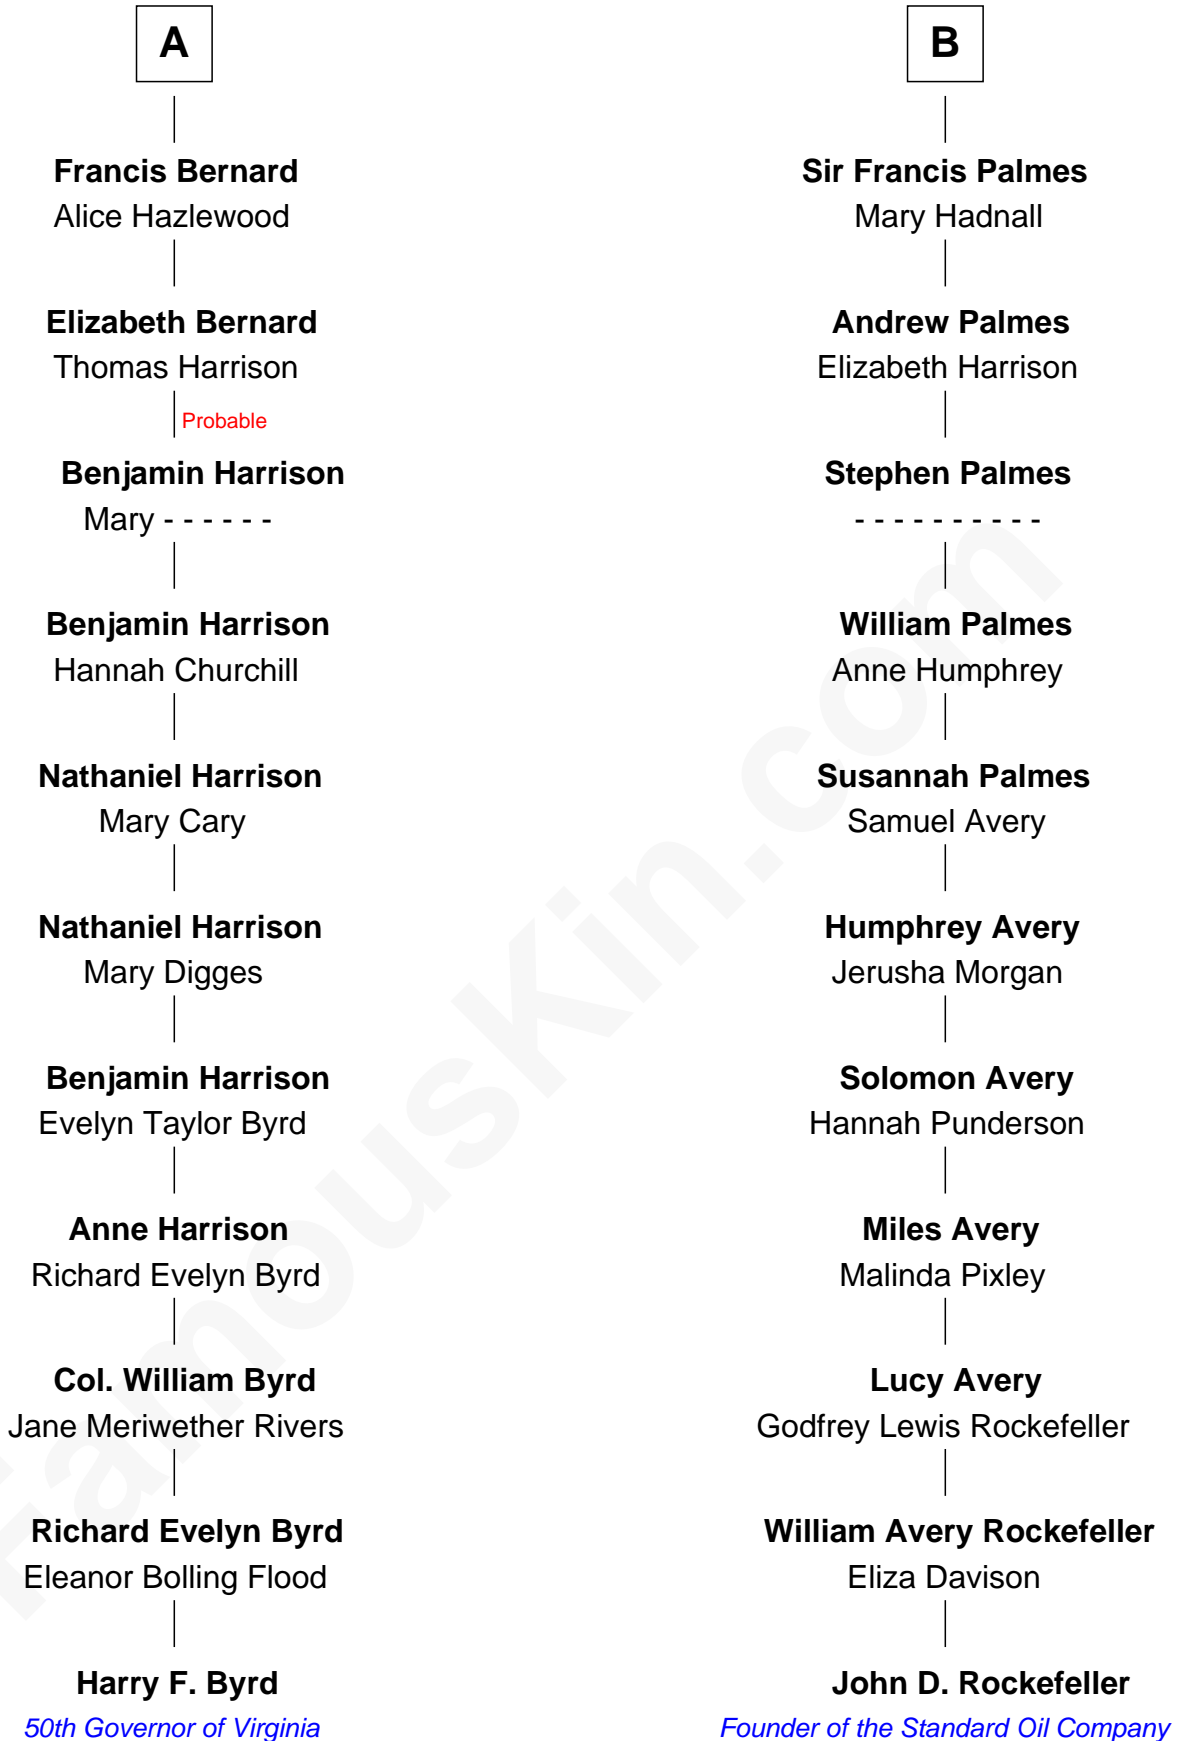 A
Francis Bernard
Alice Hazlewood
Elizabeth Bernard
Thomas Harrison
Probable
Benjamin Harrison
Mary - - - - - -
Benjamin Harrison
Hannah Churchill
Nathaniel Harrison
Mary Cary
Nathaniel Harrison
Mary Digges
Benjamin Harrison
Evelyn Taylor Byrd
Anne Harrison
Richard Evelyn Byrd
Col. William Byrd
Jane Meriwether Rivers
Richard Evelyn Byrd
Eleanor Bolling Flood
Harry F. Byrd
50th Governor of Virginia
B
Sir Francis Palmes
Mary Hadnall
Andrew Palmes
Elizabeth Harrison
Stephen Palmes
- - - - - - - - - -
William Palmes
Anne Humphrey
Susannah Palmes
Samuel Avery
Humphrey Avery
Jerusha Morgan
Solomon Avery
Hannah Punderson
Miles Avery
Malinda Pixley
Lucy Avery
Godfrey Lewis Rockefeller
William Avery Rockefeller
Eliza Davison
John D. Rockefeller
Founder of the Standard Oil Company
FamousKin.com